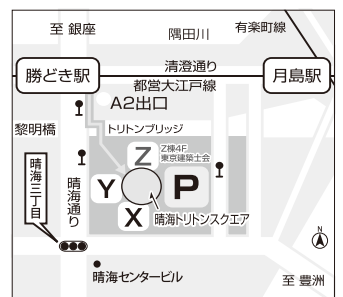 至 銀座
隅田川
有楽町線
清澄通り
勝どき駅
月島駅
都営大江戸線
A2出口
黎明橋
トリトンブリッジ
Z
Z棟4F
東京建築士会
Y
P
X
晴海三丁目
晴海通り
晴海トリトンスクエア
N
晴海センタービル
至 豊洲